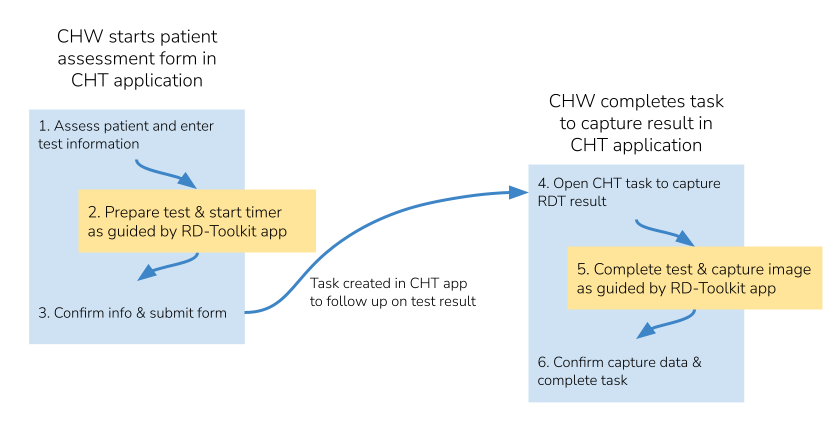 CHW starts patient
assessment form in
CHT application
1. Assess patient and enter
test information
2. Prepare test & start timer
as guided by RD-Toolkit app
3. Confirm info & submit form
Task created in CHT app
to follow up on test result
CHW completes task
to capture result in
CHT application
4. Open CHT task to capture
RDT result
5. Complete test & capture image
as guided by RD-Toolkit app
6. Confirm capture data &
complete task